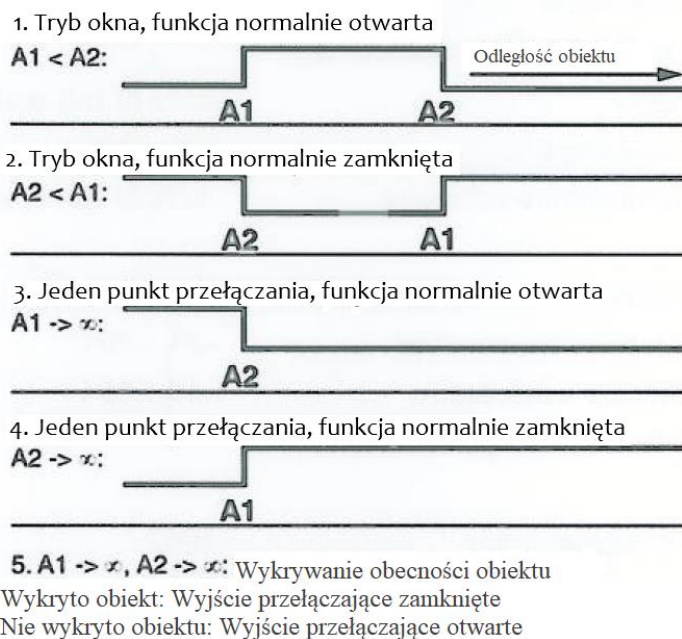 1. Tryb okna, funkcja normalnie otwarta
A1 < A2:
Odległość obiektu
A1 A2
2. Tryb okna, funkcja normalnie zamknięta
A2 < A1:
A2 A1
3. Jeden punkt przełączania, funkcja normalnie otwarta
A1 -> ∞:
A2
4. Jeden punkt przełączania, funkcja normalnie zamknięta
A2 -> ∞:
A1
5. A1 -> ∞, A2 -> ∞: Wykrywanie obecności obiektu
Wykryto obiekt: Wyjście przełączające zamknięte
Nie wykryto obiektu: Wyjście przełączające otwarte